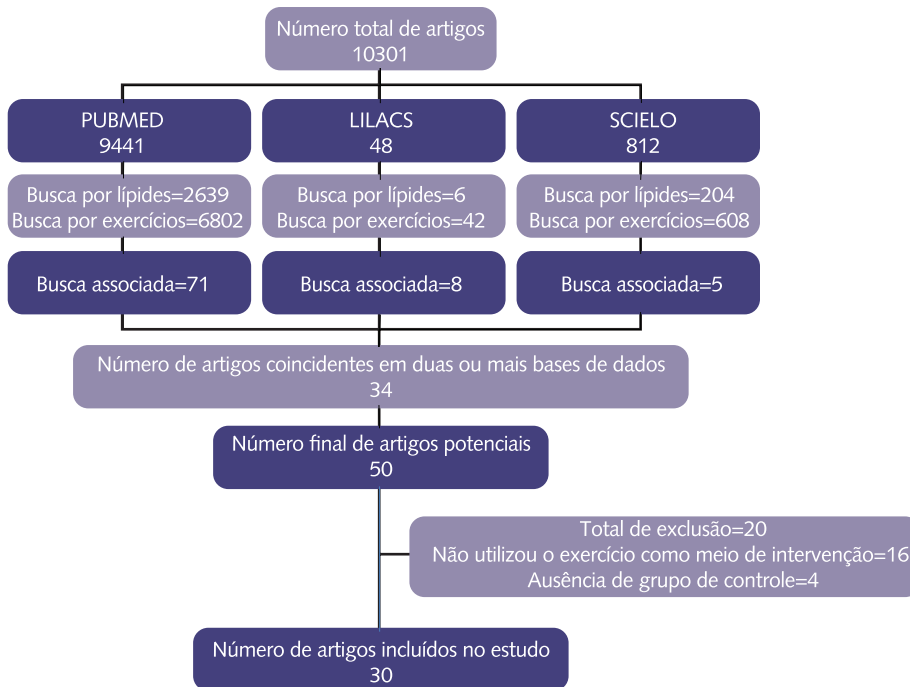 Número total de artigos
10301
PUBMED
9441
LILACS
48
SCIELO
812
Busca por lípides=2639
Busca por exercícios=6802
Busca por lípides=6
Busca por exercícios=42
Busca por lípides=204
Busca por exercícios=608
Busca associada=71
Busca associada=8
Busca associada=5
Número de artigos coincidentes em duas ou mais bases de dados
34
Número final de artigos potenciais
50
Total de exclusão=20
Não utilizou o exercício como meio de intervenção=16
Ausência de grupo de controle=4
Número de artigos incluídos no estudo
30